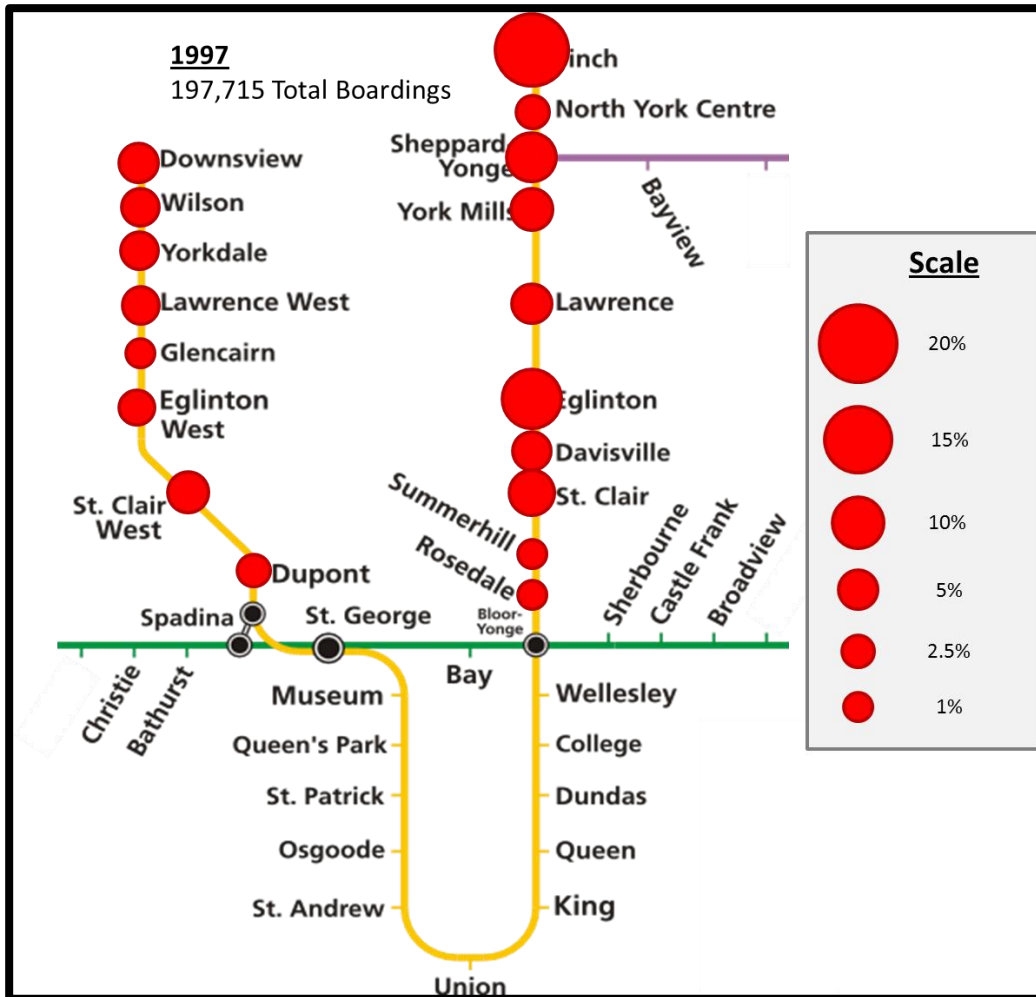 1997
197,715 Total Boardings
inch
North York Centre
Sheppard
Yonge
York Mills
Bayview
Lawrence
Eglinton
Davisville
St. Clair
Summerhill
Rosedale
Downsview
Wilson
Yorkdale
Lawrence West
Glencairn
Eglinton
West
St. Clair
West
Dupont
Spadina
St. George
Bloor-
Yonge
Sherbourne
Castle Frank
Broadview
Christie
Bathurst
Bay
Museum
Queen's Park
St. Patrick
Osgoode
St. Andrew
Wellesley
College
Dundas
Queen
King
Union
Scale
20%
15%
10%
5%
2.5%
1%